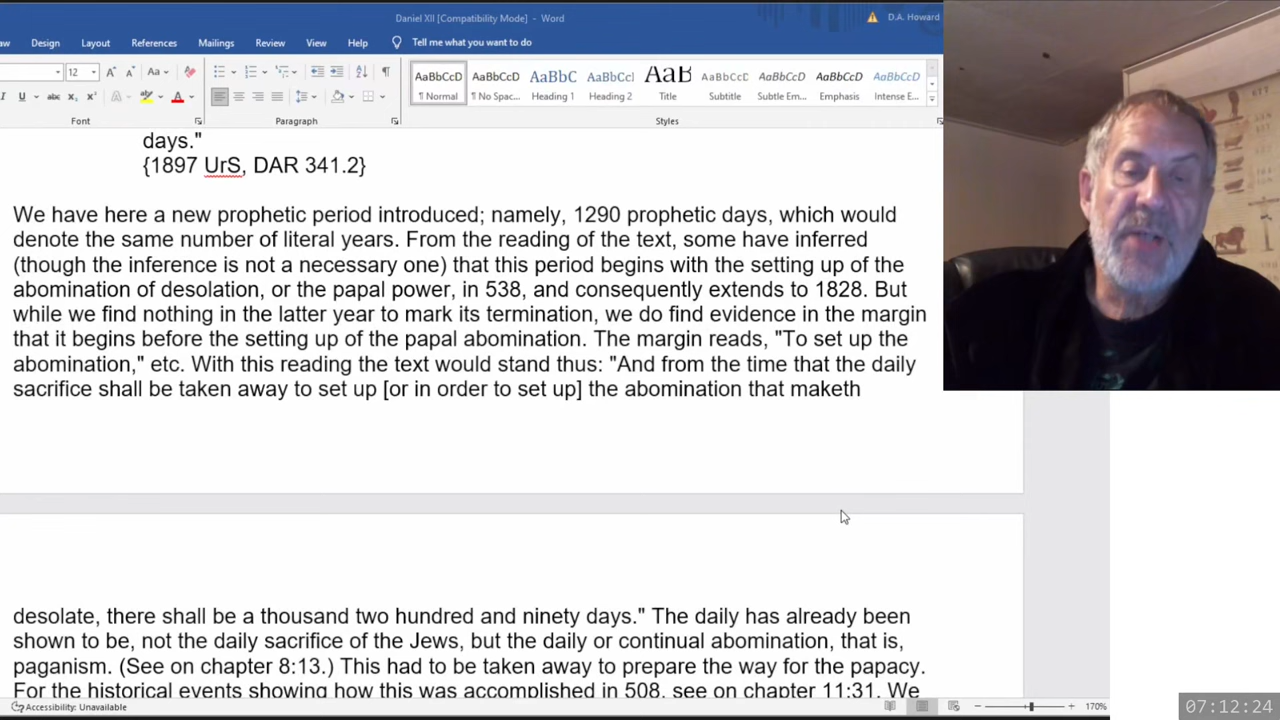 Daniel XII [Compatibility Mode] - Word
D.A. Howard
aw Design Layout References Mailings Review View Help Tell me what you want to do
12
Aa
AaBbCcD AaBbCcD AaBbC AaBbCcl AaB AaBbCcC AaBbCcD AaBbCcD AaBbCcD
¶ Normal ¶ No Spac... Heading 1 Heading 2 Title Subtitle Subtle Em... Emphasis Intense E...
Font Paragraph Styles
days."
{1897 UrS, DAR 341.2}
We have here a new prophetic period introduced; namely, 1290 prophetic days, which would
denote the same number of literal years. From the reading of the text, some have inferred
(though the inference is not a necessary one) that this period begins with the setting up of the
abomination of desolation, or the papal power, in 538, and consequently extends to 1828. But
while we find nothing in the latter year to mark its termination, we do find evidence in the margin
that it begins before the setting up of the papal abomination. The margin reads, "To set up the
abomination," etc. With this reading the text would stand thus: "And from the time that the daily
sacrifice shall be taken away to set up [or in order to set up] the abomination that maketh
desolate, there shall be a thousand two hundred and ninety days." The daily has already been
shown to be, not the daily sacrifice of the Jews, but the daily or continual abomination, that is,
paganism. (See on chapter 8:13.) This had to be taken away to prepare the way for the papacy.
For the historical events showing how this was accomplished in 508, see on chapter 11:31. We
Accessibility: Unavailable
170%
07:12:24